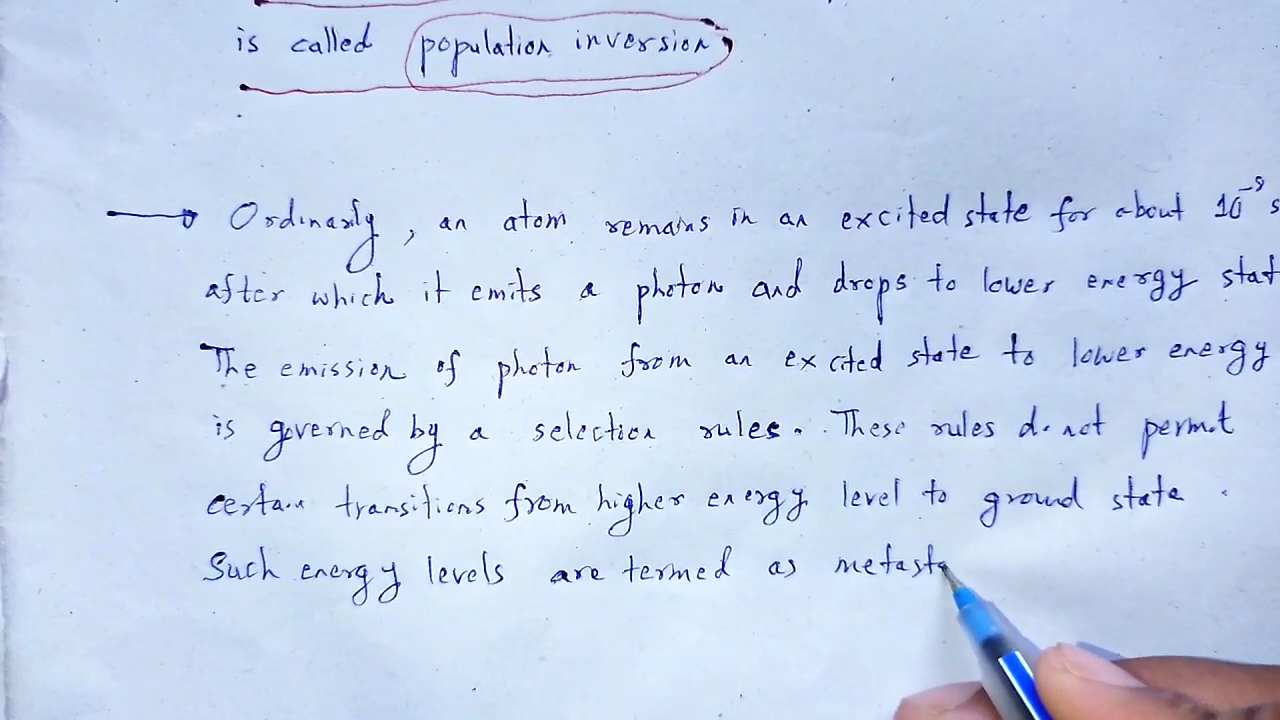 is called population inversion,
Ordinarily, an atom remains in an excited state for about 10⁻⁸ s
after which it emits a photon and drops to lower energy stat
The emission of photon from an excited state to lower energy
is governed by a selection rules. These rules do not permit
certain transitions from higher energy level to ground state.
Such energy levels are termed as metasta